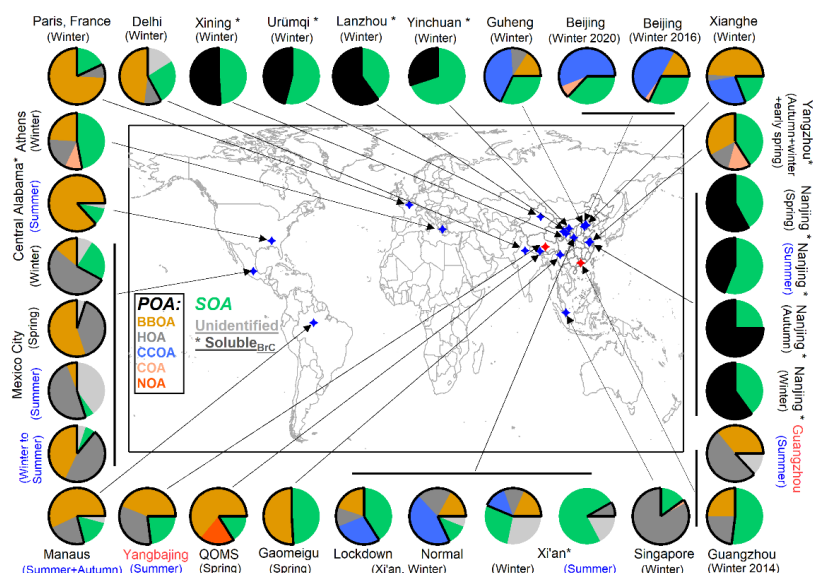 Paris, France
(Winter)
Delhi
(Winter)
Xining *
(Winter)
Urümqi *
(Winter)
Lanzhou *
(Winter)
Yinchuan *
(Winter)
Guheng
(Winter)
Beijing
(Winter 2020)
Beijing
(Winter 2016)
Xianghe
(Winter)
Athens
(Winter)
Central Alabama*
(Summer)
Mexico City
(Winter)
(Spring)
(Summer)
(Winter to
Summer)
POA:
SOA
BBOA
Unidentified
HOA
* Soluble BrC
CCOA
COA
NOA
Yangzhou*
(Autumn+winter
+early spring)
Nanjing *
(Spring)
Nanjing *
(Summer)
Nanjing *
(Autumn)
Nanjing *
(Winter)
Guangzhou
(Summer)
Manaus
(Summer+Autumn)
Yangbajing
(Summer)
QOMS
(Spring)
Gaomeigu
(Spring)
Lockdown
Normal
(Xi'an, Winter)
Xi'an*
(Winter)
(Summer)
Singapore
(Winter)
Guangzhou
(Winter 2014)